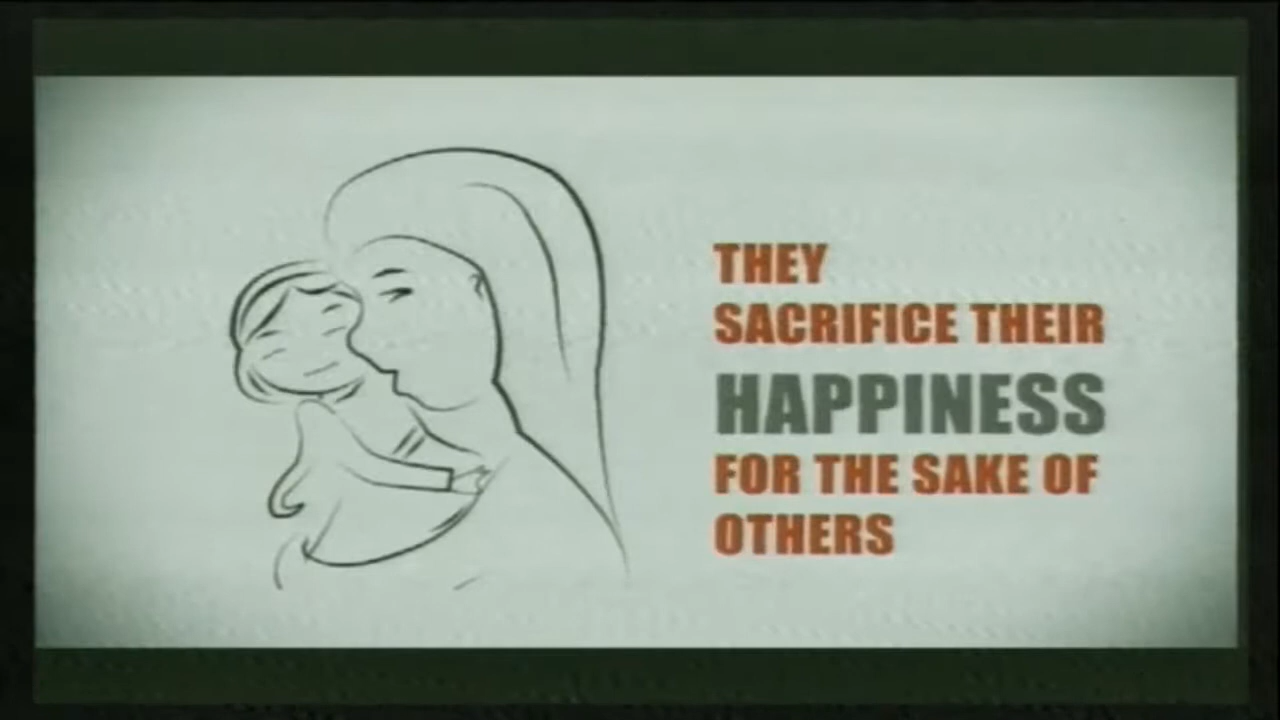 THEY
SACRIFICE THEIR
HAPPINESS
FOR THE SAKE OF
OTHERS